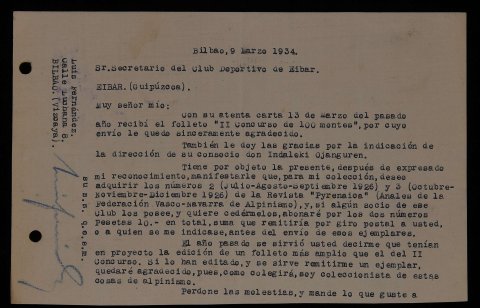 Bilbao, 9 Marzo 1934.
Sr.Secretario del Club Deportivo de Eibar.
EIBAR.(Guipúzcoa).
Muy señor mio:
Con su atenta carta 13 de Marzo del pasado
año recibí el folleto "II Concurso de 100 montes", por cuyo
envío le quedo sinceramente agradecido.
También le doy las gracias por la indicación de
la dirección de su consocio don Indaleki Ojanguren.
Tiene por objeto la presente, después de expresado
mi reconocimiento, manifestarle que, para mi colección, deseo
adquirir los números 2 (Julio-Agosto-septiembre 1926) y 3 (Octubre-
Noviembre-Diciembre 1926) de la Revista "Pyrenaica" (Anales de la
Federación Vasco-Navarra de Alpinismo), y, si algún socio de ese
Club los posee, y quiere cedérmelos, abonaré por los dos números
Pesetas 10.- en total, suma que remitiría por giro postal a usted,
o a quien se me indicase, antes del envío de esos ejemplares.
El año pasado se sirvió usted decirme que tenían
en proyecto la edición de un folleto más amplio que el del II
Concurso. Si lo han editado, y se sirve remitirme un ejemplar,
quedaré agradecido, pues, como colegirá, soy coleccionista de estas
cosas de alpinismo.
Perdone las molestias, y mande lo que guste a
su s.s. q.e.s.m.
Luis Fernández.
BILBAO. (Vizcaya).